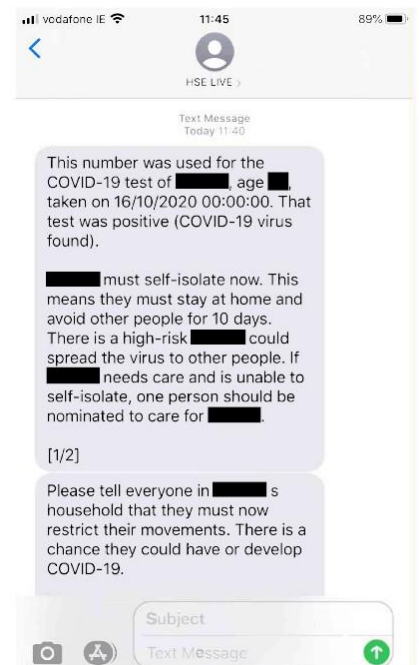 vodafone IE 11:45 89%
HSE LIVE >
Text Message
Today 11:40
This number was used for the
COVID-19 test of , age ,
taken on 16/10/2020 00:00:00. That
test was positive (COVID-19 virus
found).
must self-isolate now. This
means they must stay at home and
avoid other people for 10 days.
There is a high-risk could
spread the virus to other people. If
needs care and is unable to
self-isolate, one person should be
nominated to care for .
[1/2]
Please tell everyone in s
household that they must now
restrict their movements. There is a
chance they could have or develop
COVID-19.
Subject
Text Message